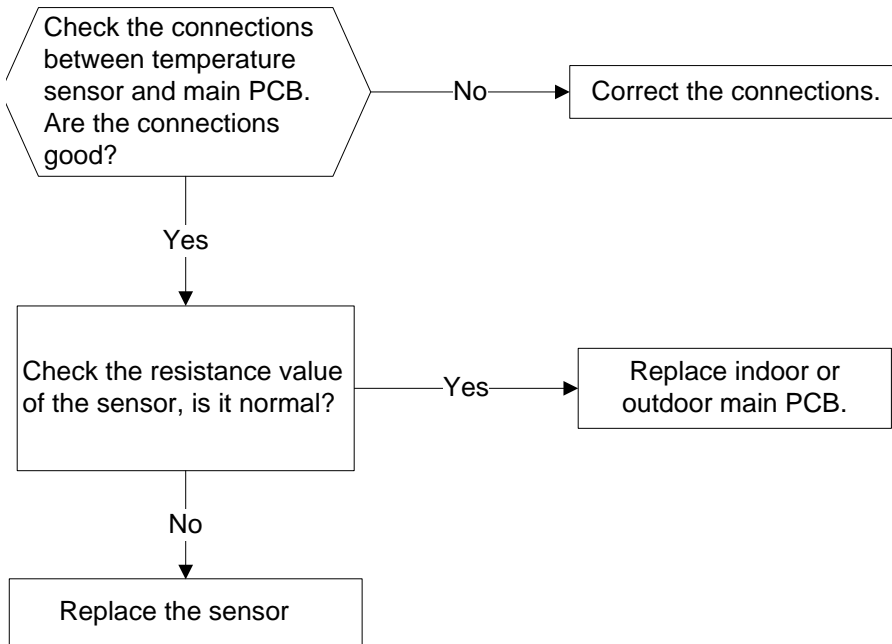 Check the connections
between temperature
sensor and main PCB.
Are the connections
good?
No
Correct the connections.
Yes
Check the resistance value
of the sensor, is it normal?
Yes
Replace indoor or
outdoor main PCB.
No
Replace the sensor